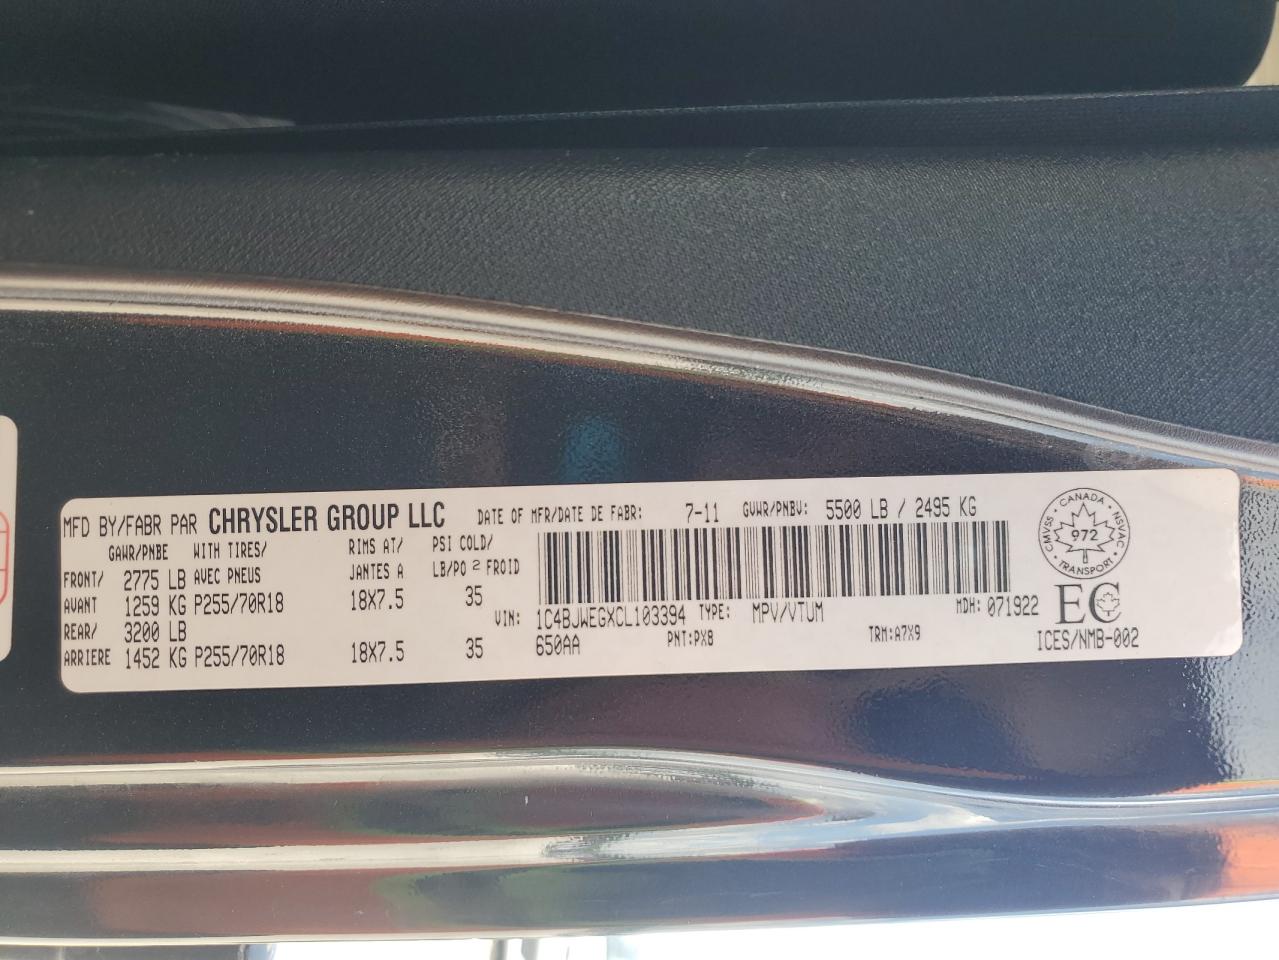 MFD BY/FABR PAR CHRYSLER GROUP LLC DATE OF MFR/DATE DE FABR: 7-11 GVWR/PNBV: 5500 LB / 2495 KG
GAWR/PNBE WITH TIRES/ RIMS AT/ PSI COLD/
FRONT/ 2775 LB AVEC PNEUS JANTES A LB/PO² FROID
AVANT 1259 KG P255/70R18 18X7.5 35
REAR/ 3200 LB
ARRIERE 1452 KG P255/70R18 18X7.5 35
VIN: 1C4BJWEGXCL103394 TYPE: MPV/VTUM MDH: 071922
650AA PNT:PX8 TRM:A7X9
CANADA
CMVSS 972 NSVAC
TRANSPORT
EC
ICES/NMB-002